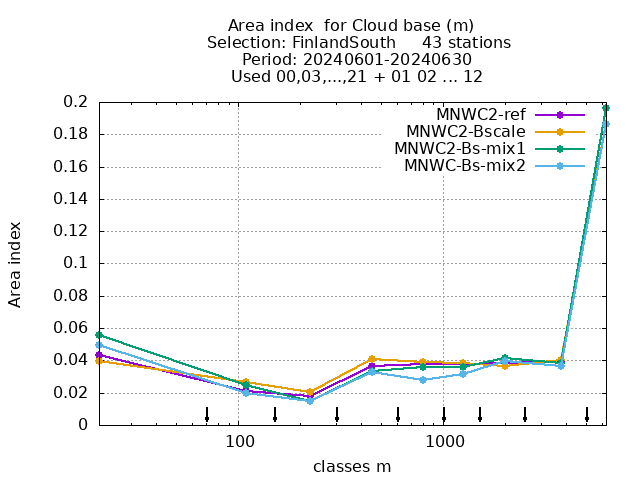 Area index  for Cloud base (m)
Selection: FinlandSouth     43 stations
Period: 20240601-20240630
Used 00,03,...,21 + 01 02 ... 12
MNWC2-ref
MNWC2-Bscale
MNWC2-Bs-mix1
MNWC-Bs-mix2
Area index
0.2
0.18
0.16
0.14
0.12
0.1
0.08
0.06
0.04
0.02
0
100
1000
classes m